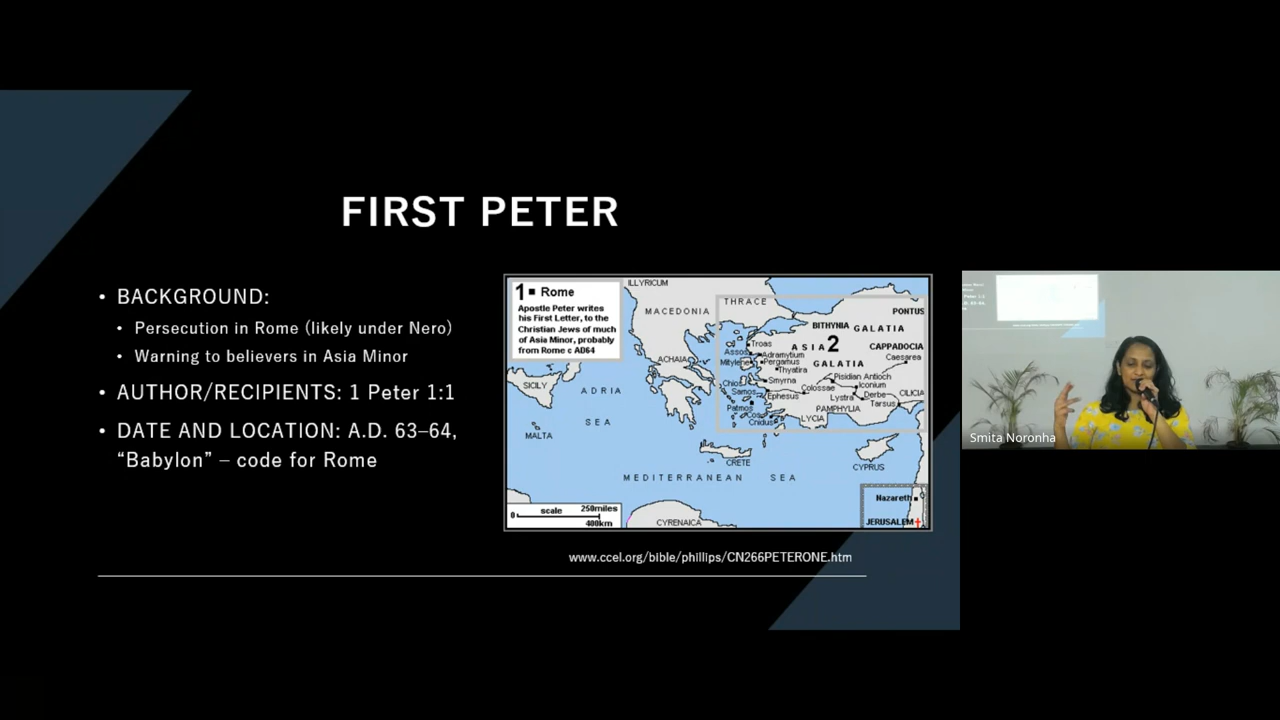 FIRST PETER
• BACKGROUND:
• Persecution in Rome (likely under Nero)
• Warning to believers in Asia Minor
• AUTHOR/RECIPIENTS: 1 Peter 1:1
• DATE AND LOCATION: A.D. 63–64,
“Babylon” – code for Rome
1 ■ Rome
Apostle Peter writes
his First Letter, to the
Christian Jews of much
of Asia Minor, probably
from Rome c AD64
ILLYRICUM
THRACE
MACEDONIA
PONTUS
BITHYNIA
GALATIA
ASIA 2
CAPPADOCIA
Troas
Assos
Adramytium
Mitylene
Pergamus
GALATIA
Caesarea
ACHAIA
Thyatira
Pisidian Antioch
SICILY
ADRIA
Chios
Smyrna
Iconium
Samos
Colossae
Derbe
CILICIA
Ephesus
Lystra
Tarsus
Patmos
PAMPHYLIA
SEA
Cos
Cnidus
LYCIA
MALTA
CRETE
CYPRUS
MEDITERRANEAN SEA
Nazareth
scale 250miles
0
400km
CYRENAICA
JERUSALEM
www.ccel.org/bible/phillips/CN266PETERONE.htm
Smita Noronha